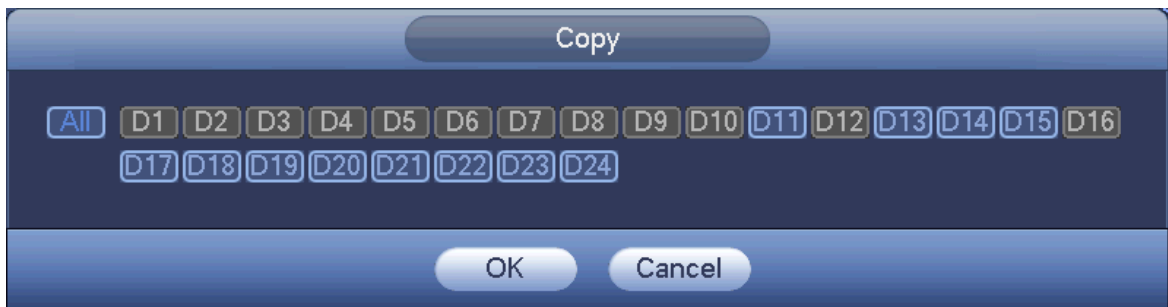 Copy
All D1 D2 D3 D4 D5 D6 D7 D8 D9 D10 D11 D12 D13 D14 D15 D16
D17 D18 D19 D20 D21 D22 D23 D24
OK Cancel